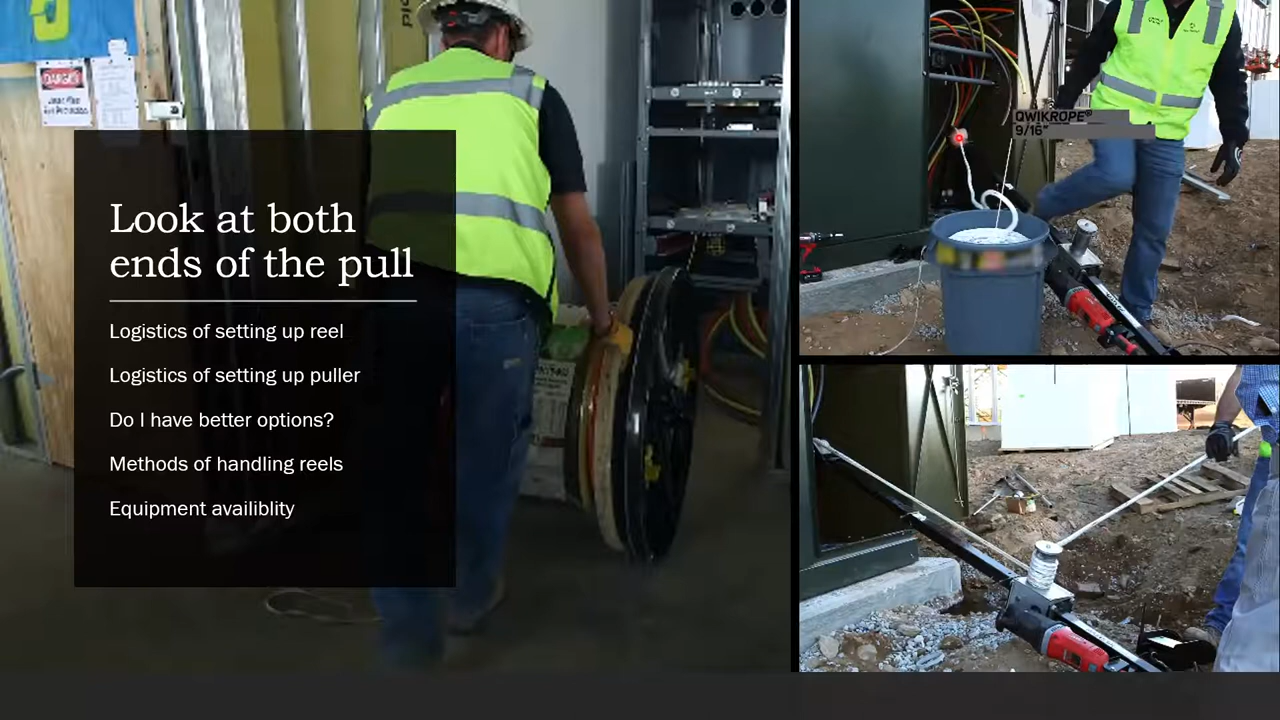 DANGER
Look at both
ends of the pull
Logistics of setting up reel
Logistics of setting up puller
Do I have better options?
Methods of handling reels
Equipment availiblity
QWIKROPE®
9/16"